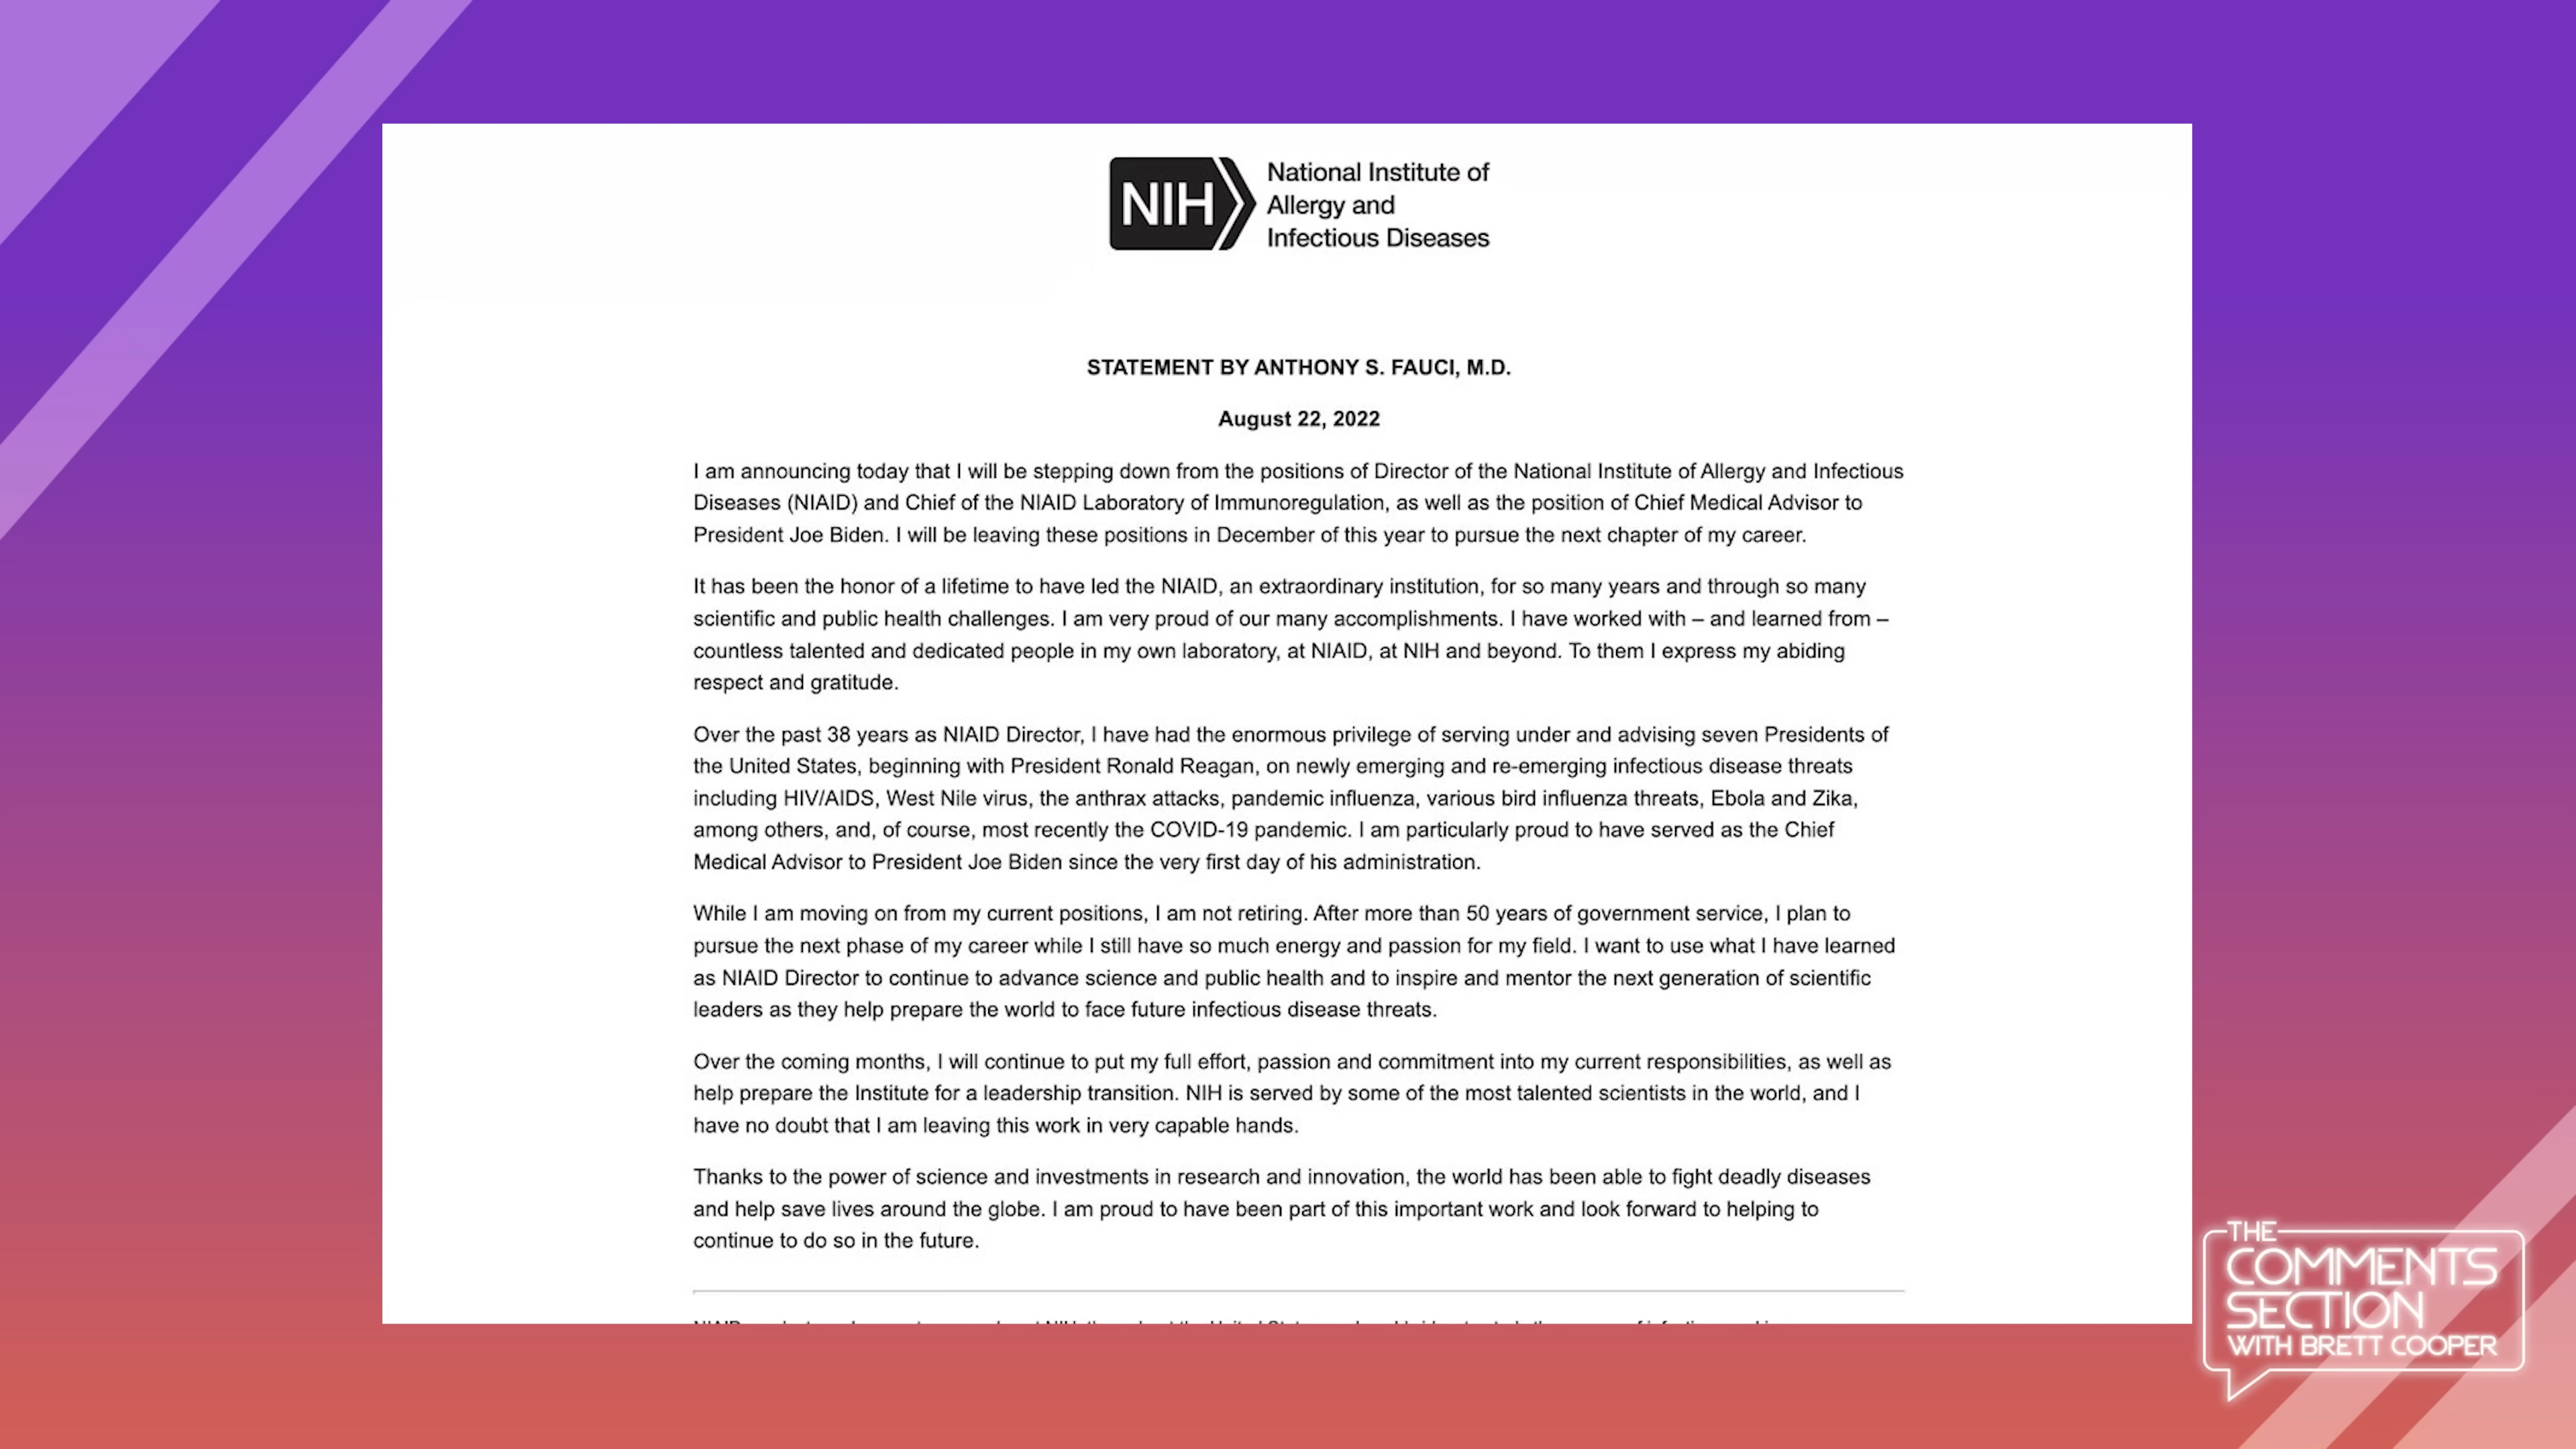 NIH
National Institute of
Allergy and
Infectious Diseases
STATEMENT BY ANTHONY S. FAUCI, M.D.
August 22, 2022
I am announcing today that I will be stepping down from the positions of Director of the National Institute of Allergy and Infectious
Diseases (NIAID) and Chief of the NIAID Laboratory of Immunoregulation, as well as the position of Chief Medical Advisor to
President Joe Biden. I will be leaving these positions in December of this year to pursue the next chapter of my career.
It has been the honor of a lifetime to have led the NIAID, an extraordinary institution, for so many years and through so many
scientific and public health challenges. I am very proud of our many accomplishments. I have worked with – and learned from –
countless talented and dedicated people in my own laboratory, at NIAID, at NIH and beyond. To them I express my abiding
respect and gratitude.
Over the past 38 years as NIAID Director, I have had the enormous privilege of serving under and advising seven Presidents of
the United States, beginning with President Ronald Reagan, on newly emerging and re-emerging infectious disease threats
including HIV/AIDS, West Nile virus, the anthrax attacks, pandemic influenza, various bird influenza threats, Ebola and Zika,
among others, and, of course, most recently the COVID-19 pandemic. I am particularly proud to have served as the Chief
Medical Advisor to President Joe Biden since the very first day of his administration.
While I am moving on from my current positions, I am not retiring. After more than 50 years of government service, I plan to
pursue the next phase of my career while I still have so much energy and passion for my field. I want to use what I have learned
as NIAID Director to continue to advance science and public health and to inspire and mentor the next generation of scientific
leaders as they help prepare the world to face future infectious disease threats.
Over the coming months, I will continue to put my full effort, passion and commitment into my current responsibilities, as well as
help prepare the Institute for a leadership transition. NIH is served by some of the most talented scientists in the world, and I
have no doubt that I am leaving this work in very capable hands.
Thanks to the power of science and investments in research and innovation, the world has been able to fight deadly diseases
and help save lives around the globe. I am proud to have been part of this important work and look forward to helping to
continue to do so in the future.
THE
COMMENTS
SECTION
WITH BRETT COOPER